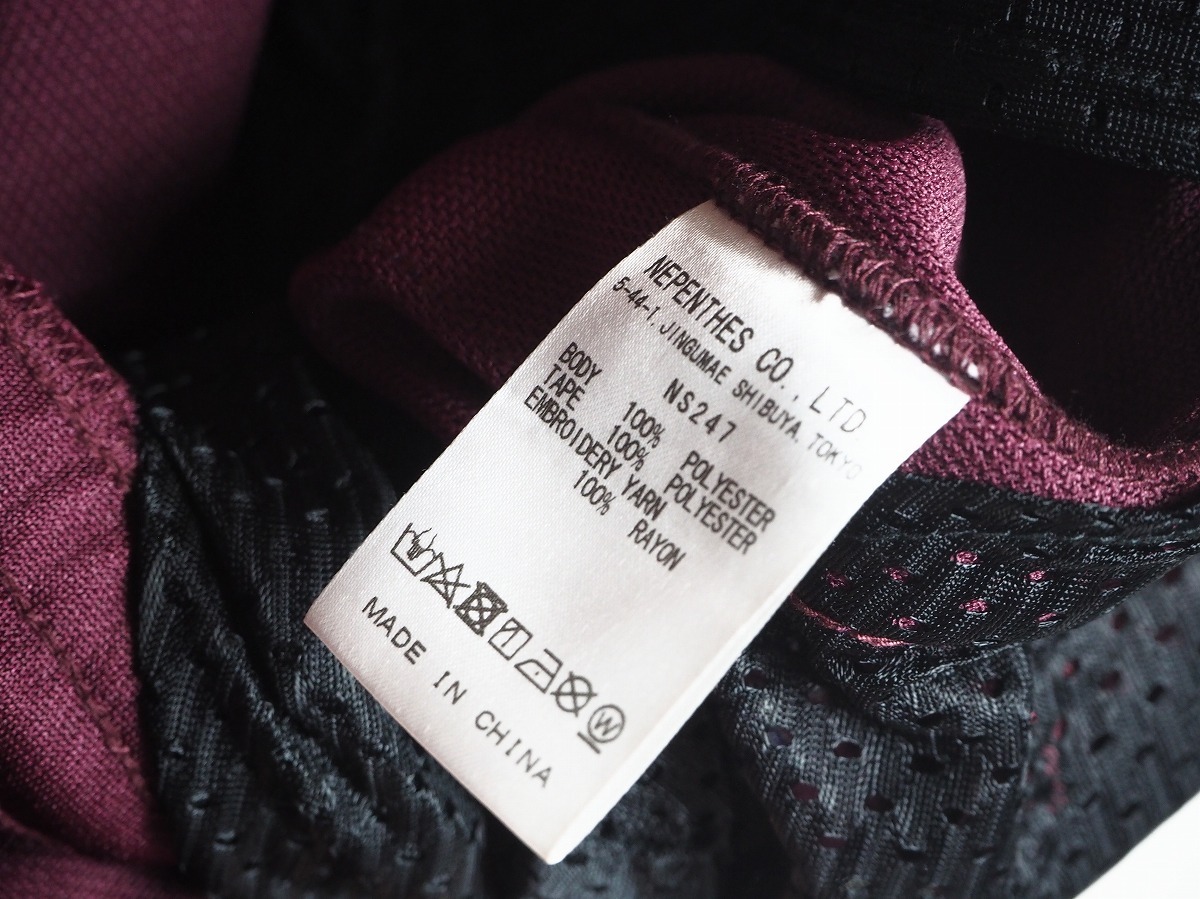 NEPENTHES CO., LTD.
5-44-1, JINGUMAE SHIBUYA, TOKYO
NS247
BODY 100% POLYESTER
TAPE 100% POLYESTER
EMBROIDERY YARN
100% RAYON
W
MADE IN CHINA